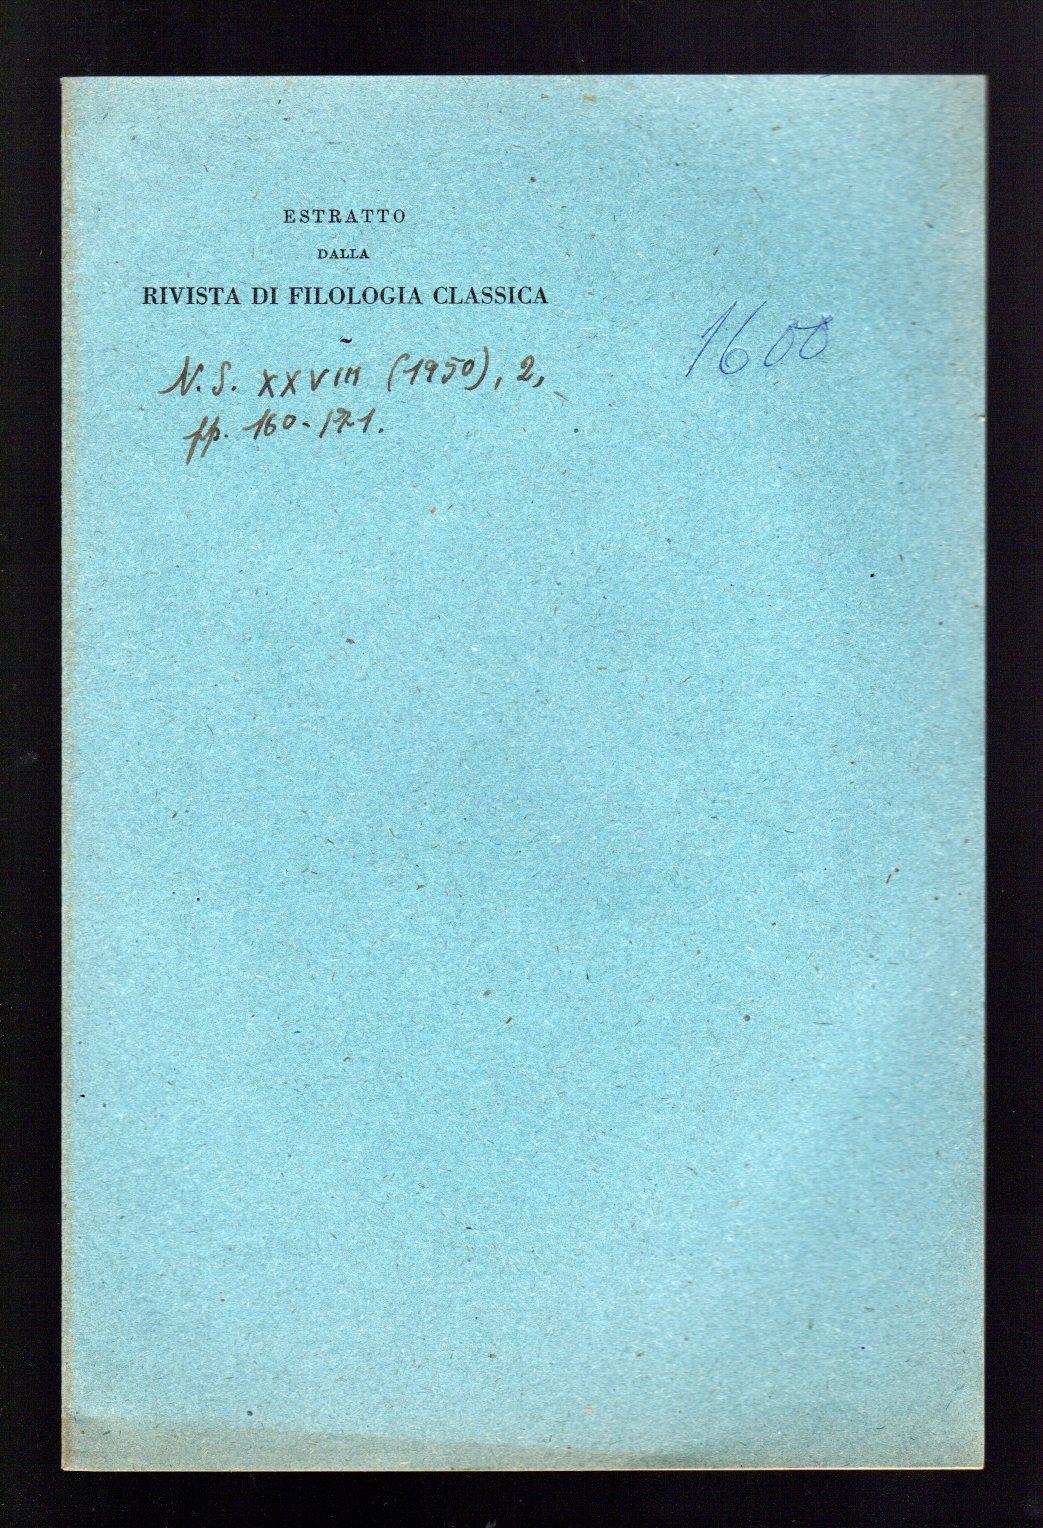 ESTRATTO
DALLA
RIVISTA DI FILOLOGIA CLASSICA
N.S. XXVIII (1950), 2,
pp. 160-171.
1600